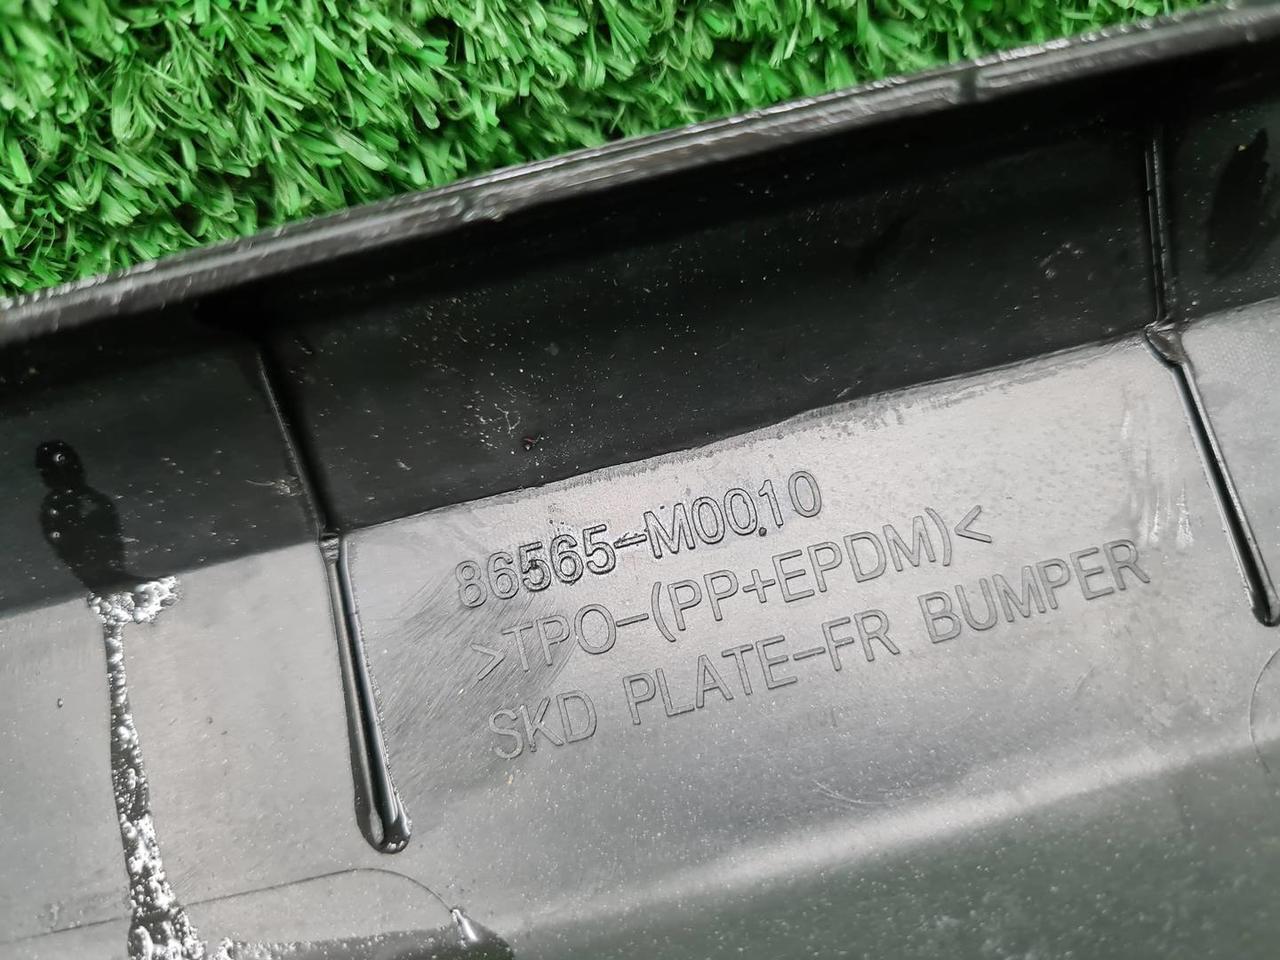 86565-M0010
>TPO-(PP+EPDM)<
SKD PLATE-FR BUMPER